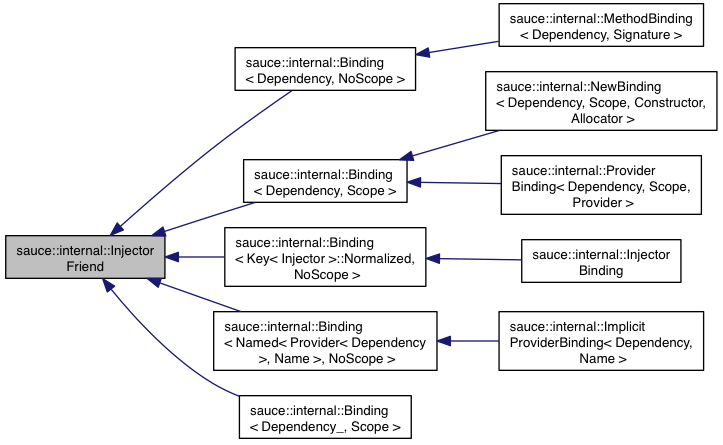 sauce::internal::MethodBinding
< Dependency, Signature >
sauce::internal::Binding
< Dependency, NoScope >
sauce::internal::NewBinding
< Dependency, Scope, Constructor,
Allocator >
sauce::internal::Binding
< Dependency, Scope >
sauce::internal::Provider
Binding< Dependency, Scope,
Provider >
sauce::internal::Injector
Friend
sauce::internal::Binding
< Key< Injector >::Normalized,
NoScope >
sauce::internal::Injector
Binding
sauce::internal::Binding
< Named< Provider< Dependency
>, Name >, NoScope >
sauce::internal::Implicit
ProviderBinding< Dependency,
Name >
sauce::internal::Binding
< Dependency_, Scope >